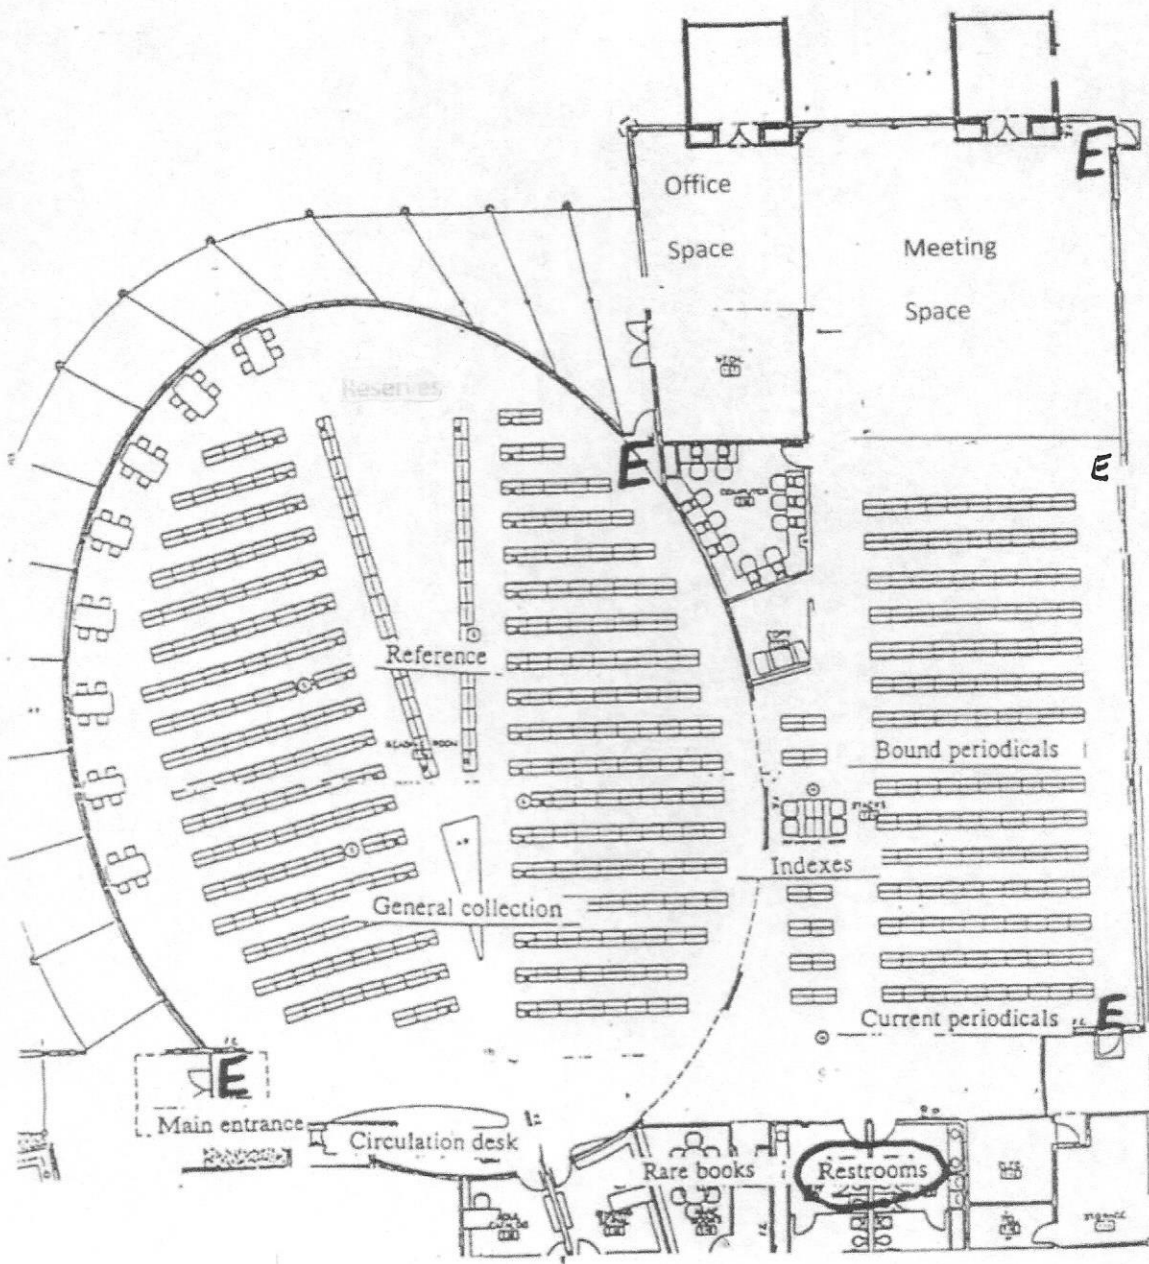 E
Office
Space
Meeting
Space
Reserves
E
E
Reference
Bound periodicals
Indexes
General collection
Current periodicals
E
E
Main entrance
Circulation desk
Rare books
Restrooms